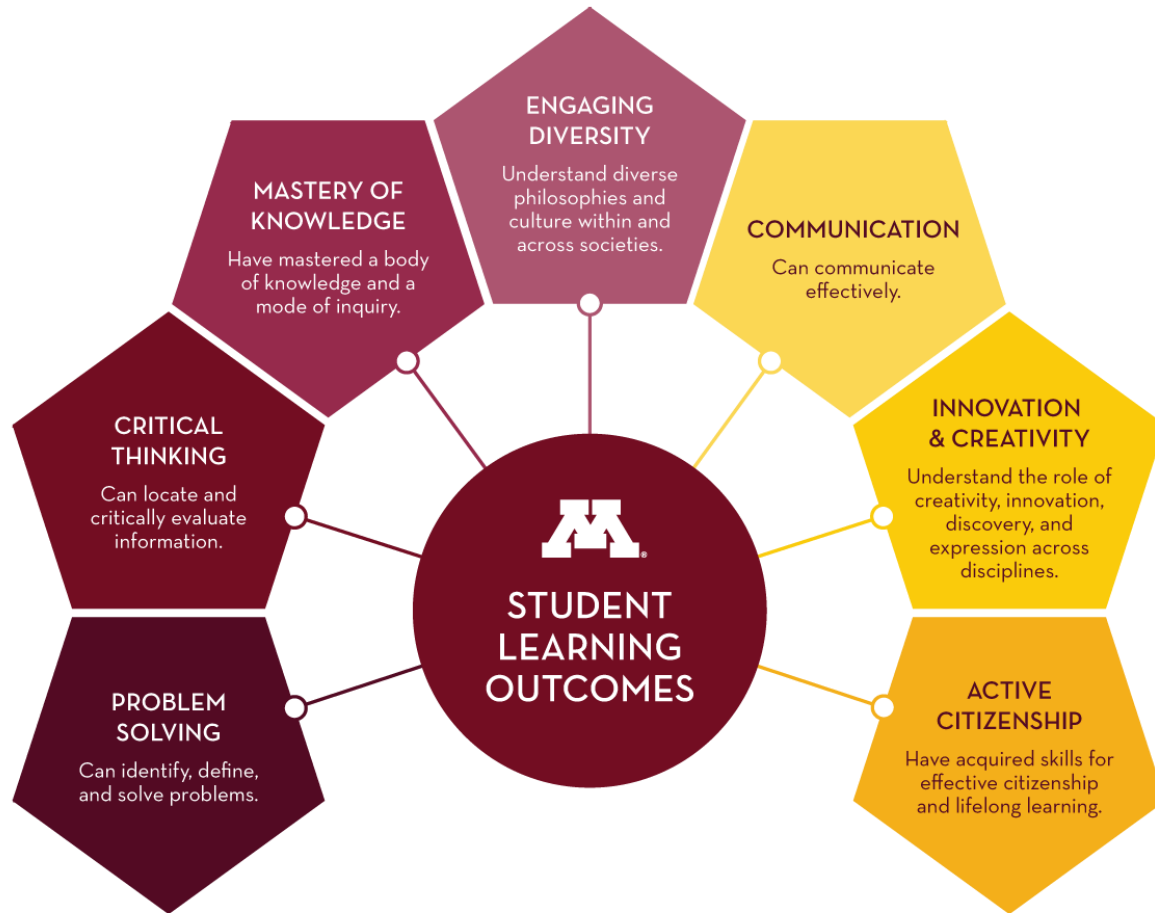 ENGAGING
DIVERSITY
Understand diverse
philosophies and
culture within and
across societies.
MASTERY OF
KNOWLEDGE
Have mastered a body
of knowledge and a
mode of inquiry.
COMMUNICATION
Can communicate
effectively.
CRITICAL
THINKING
Can locate and
critically evaluate
information.
INNOVATION
& CREATIVITY
Understand the role of
creativity, innovation,
discovery, and
expression across
disciplines.
M®
STUDENT
LEARNING
OUTCOMES
PROBLEM
SOLVING
Can identify, define,
and solve problems.
ACTIVE
CITIZENSHIP
Have acquired skills for
effective citizenship
and lifelong learning.